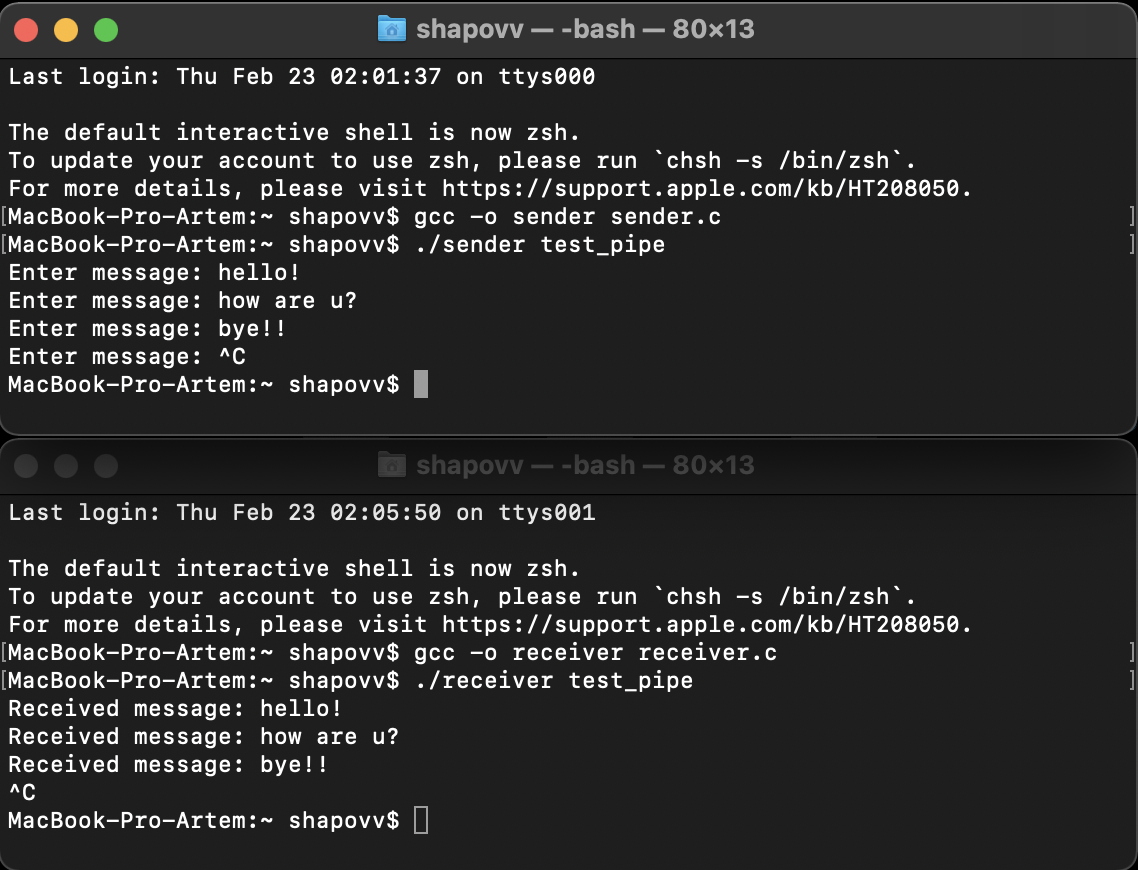 shapovv — -bash — 80×13
Last login: Thu Feb 23 02:01:37 on ttys000
The default interactive shell is now zsh.
To update your account to use zsh, please run `chsh -s /bin/zsh`.
For more details, please visit https://support.apple.com/kb/HT208050.
[MacBook-Pro-Artem:~ shapovv$ gcc -o sender sender.c ]
[MacBook-Pro-Artem:~ shapovv$ ./sender test_pipe ]
Enter message: hello!
Enter message: how are u?
Enter message: bye!!
Enter message: ^C
MacBook-Pro-Artem:~ shapovv$
shapovv — -bash — 80×13
Last login: Thu Feb 23 02:05:50 on ttys001
The default interactive shell is now zsh.
To update your account to use zsh, please run `chsh -s /bin/zsh`.
For more details, please visit https://support.apple.com/kb/HT208050.
[MacBook-Pro-Artem:~ shapovv$ gcc -o receiver receiver.c ]
[MacBook-Pro-Artem:~ shapovv$ ./receiver test_pipe ]
Received message: hello!
Received message: how are u?
Received message: bye!!
^C
MacBook-Pro-Artem:~ shapovv$